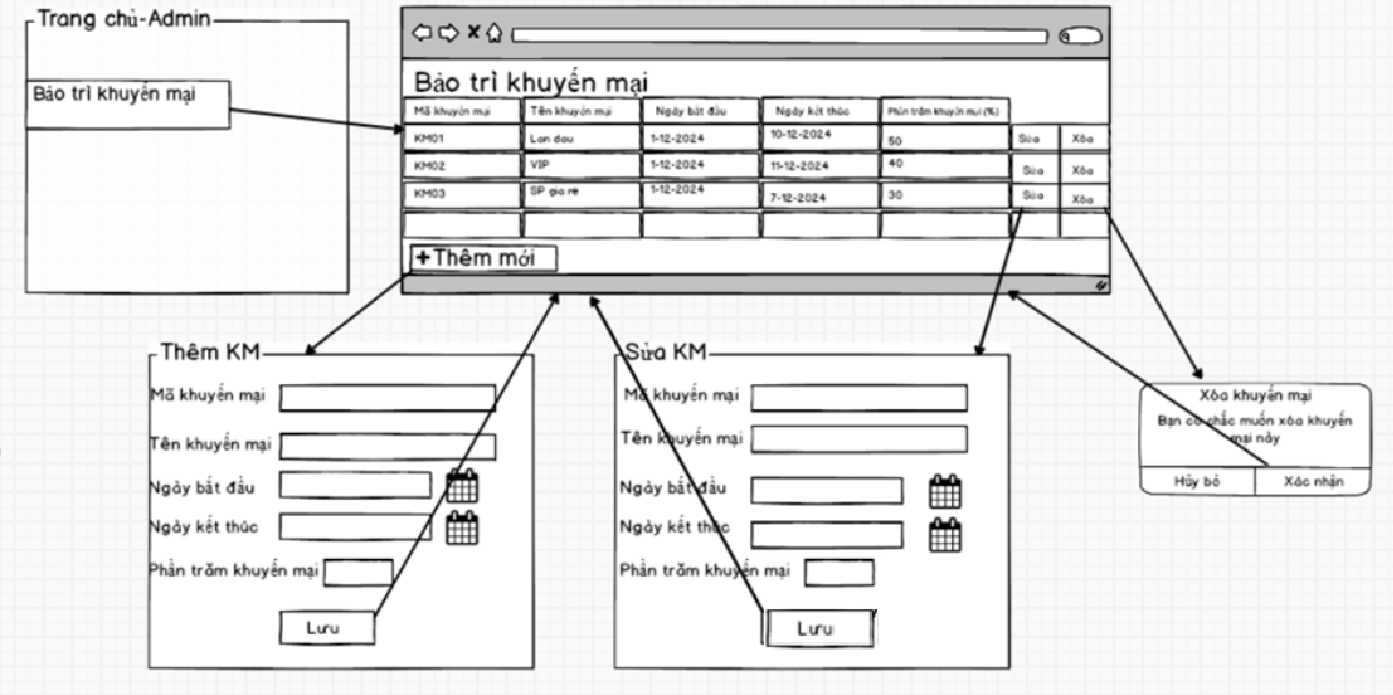 Trang chủ-Admin
Bảo trì khuyến mại
Bảo trì khuyến mại
Mã khuyến mại Tên khuyến mại Ngày bắt đầu Ngày kết thúc Phần trăm khuyến mại (%)
KM01 Lan dau 1-12-2024 10-12-2024 50 Sửa Xóa
KM02 VIP 1-12-2024 11-12-2024 40 Sửa Xóa
KM03 SP gia re 1-12-2024 7-12-2024 30 Sửa Xóa
+Thêm mới
Thêm KM
Mã khuyến mại
Tên khuyến mại
Ngày bắt đầu
Ngày kết thúc
Phần trăm khuyến mại
Lưu
Sửa KM
Mã khuyến mại
Tên khuyến mại
Ngày bắt đầu
Ngày kết thúc
Phần trăm khuyến mại
Lưu
Xóa khuyến mại
Bạn có chắc muốn xóa khuyến
mại này
Hủy bỏ Xác nhận